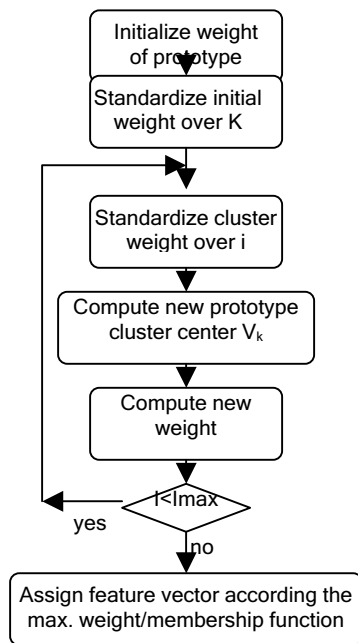 Initialize weight
of prototype
Standardize initial
weight over K
Standardize cluster
weight over i
Compute new prototype
cluster center Vₖ
Compute new
weight
I<Imax
yes
no
Assign feature vector according the
max. weight/membership function